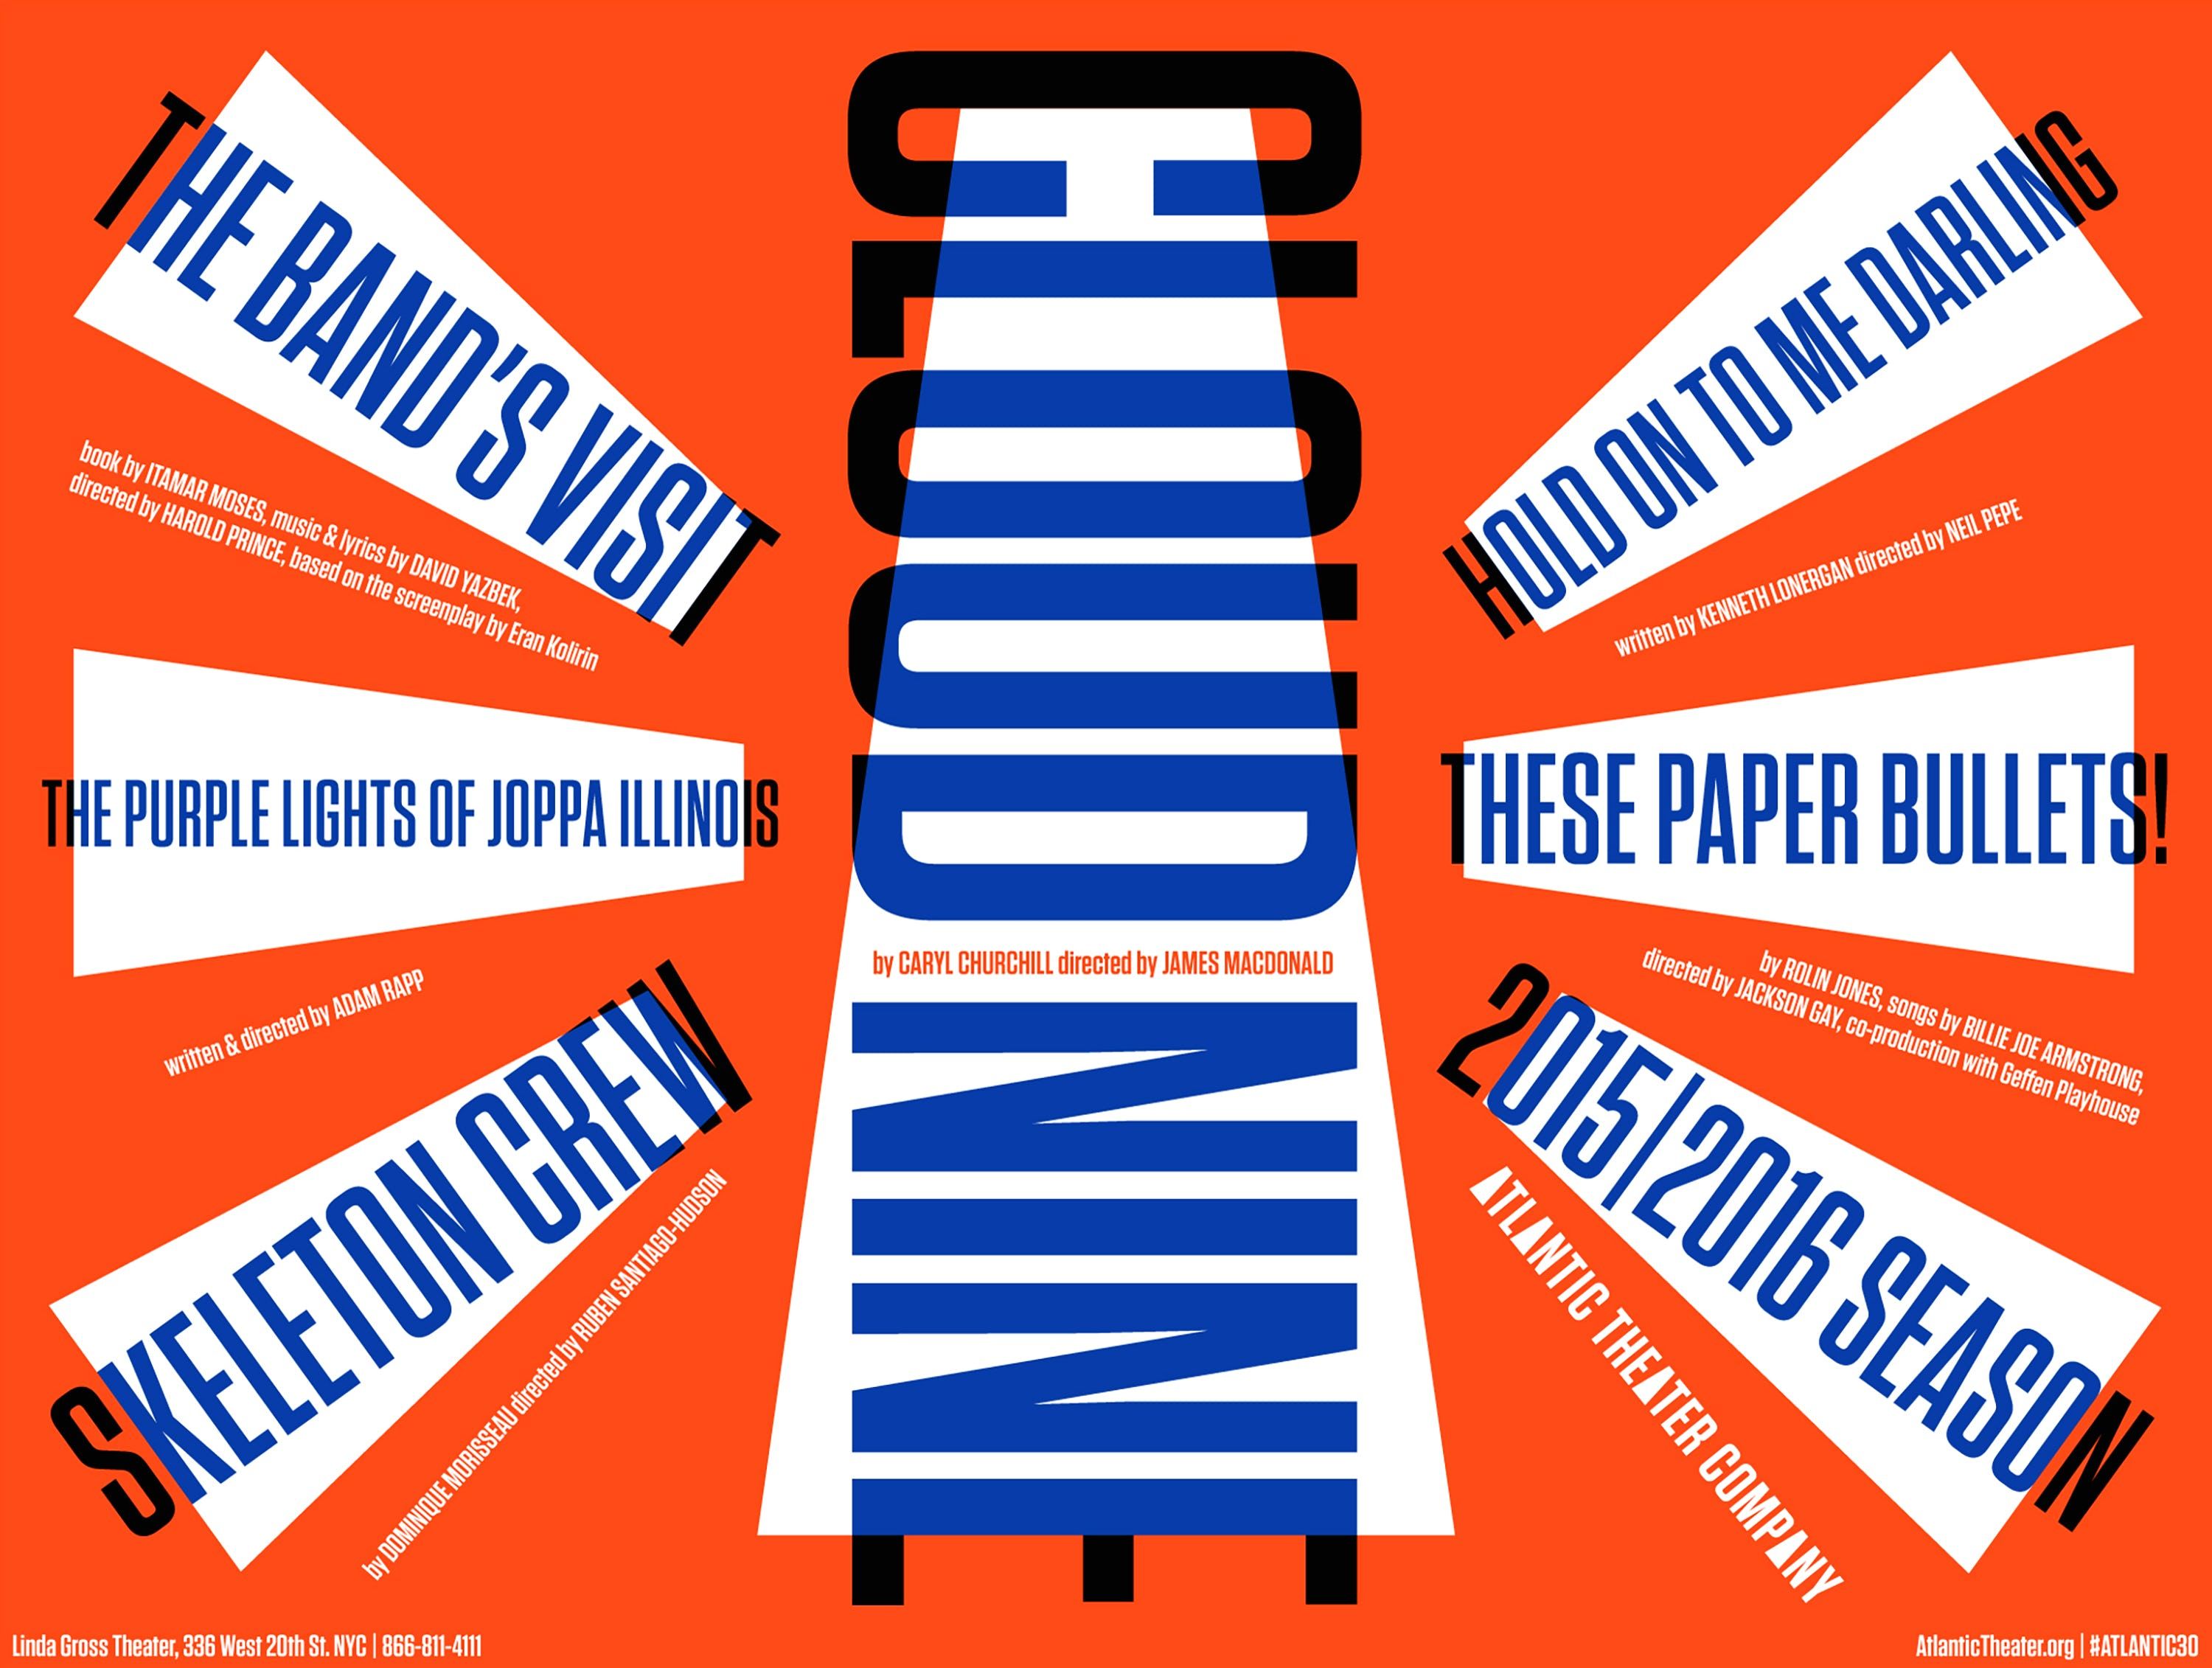 THE BAND'S VISIT
book by ITAMAR MOSES, music & lyrics by DAVID YAZBEK,
directed by HAROLD PRINCE, based on the screenplay by Eran Kolirin
THE PURPLE LIGHTS OF JOPPA ILLINOIS
written & directed by ADAM RAPP
SKELETON CREW
by DOMINIQUE MORISSEAU directed by RUBEN SANTIAGO-HUDSON
CLOUD
by CARYL CHURCHILL directed by JAMES MACDONALD
NINE
HOLD ON TO ME DARLING
written by KENNETH LONERGAN directed by NEIL PEPE
THESE PAPER BULLETS!
by ROLIN JONES, songs by BILLIE JOE ARMSTRONG,
directed by JACKSON GAY, co-production with Geffen Playhouse
2015/2016 SEASON
ATLANTIC THEATER COMPANY
Linda Gross Theater, 336 West 20th St. NYC | 866-811-4111
AtlanticTheater.org | #ATLANTIC30